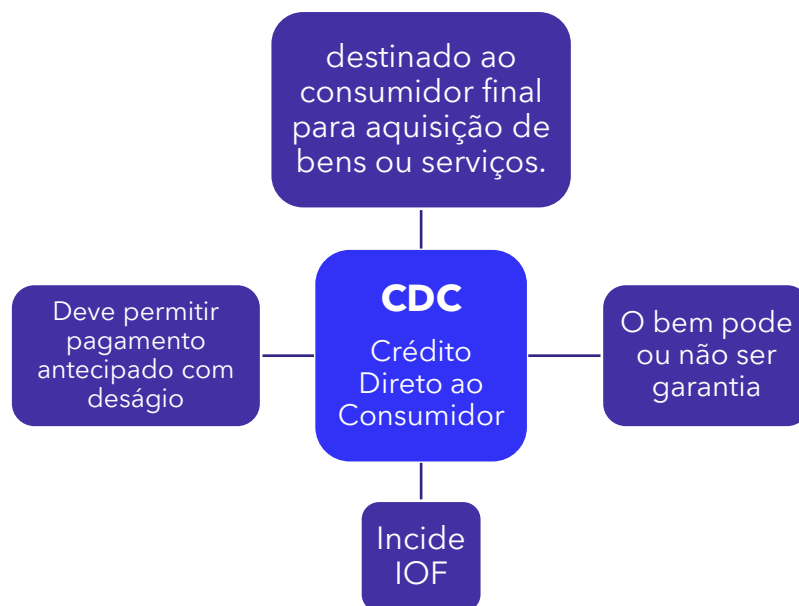 destinado ao
consumidor final
para aquisição de
bens ou serviços.
Deve permitir
pagamento
antecipado com
deságio
CDC
Crédito
Direto ao
Consumidor
O bem pode
ou não ser
garantia
Incide
IOF